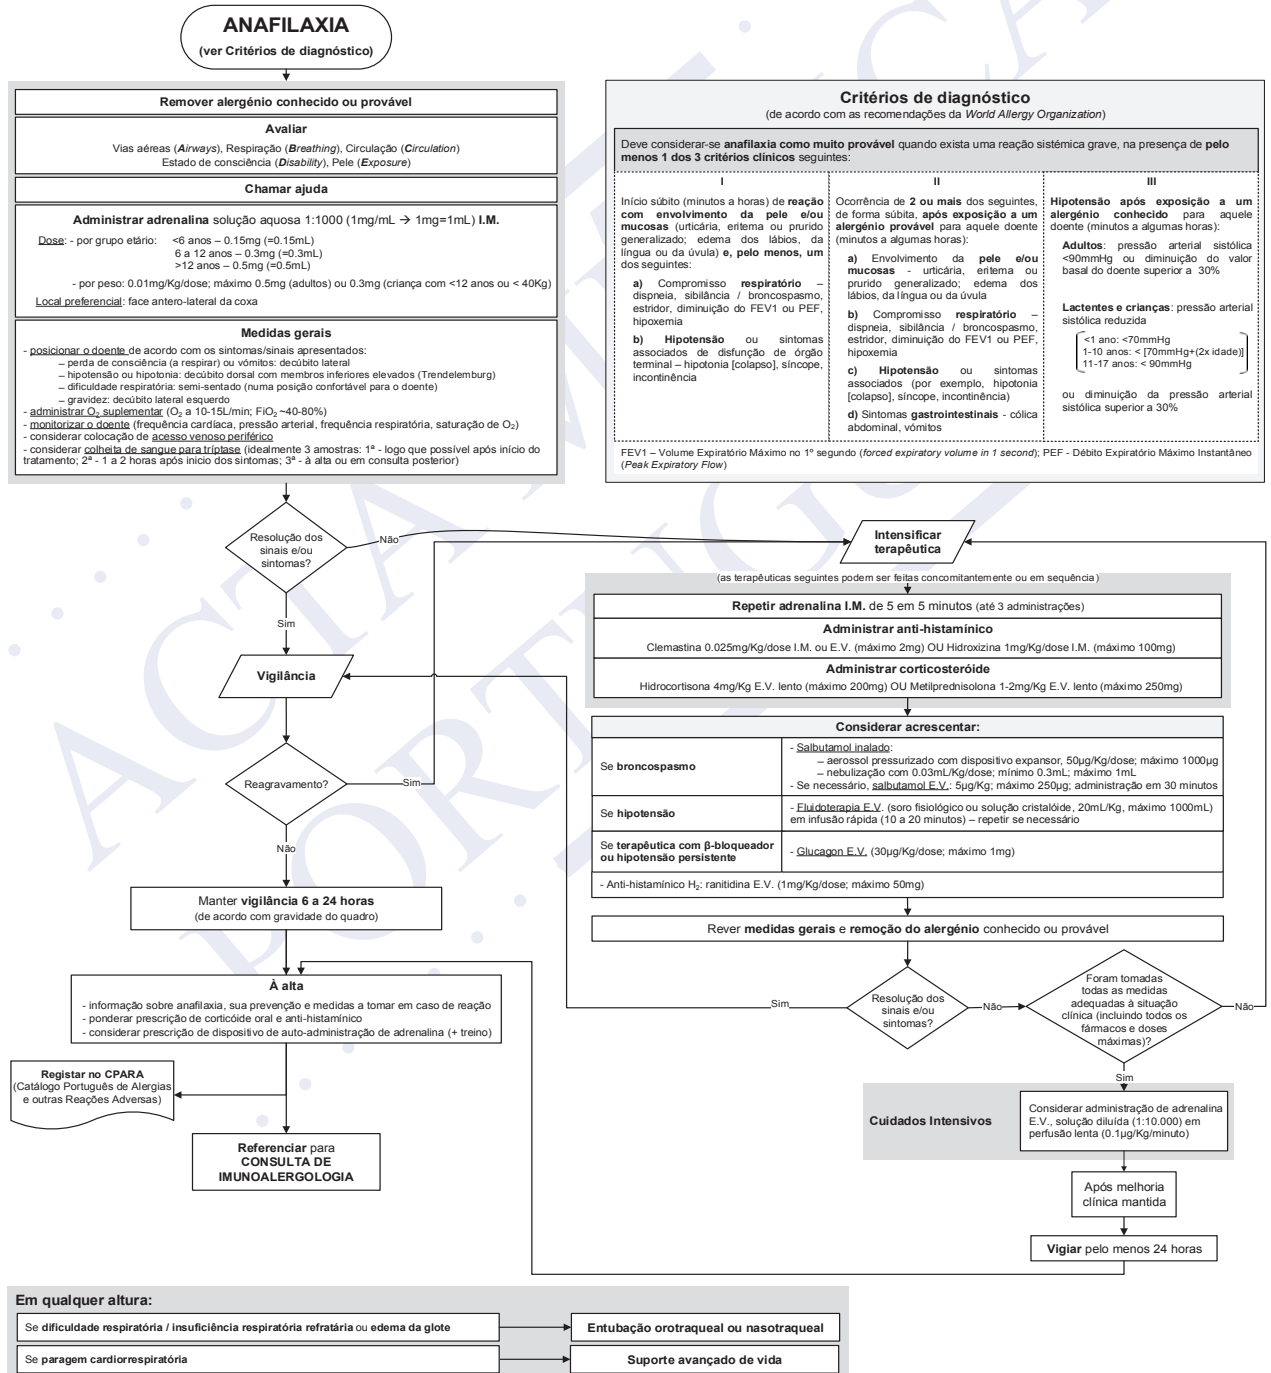 ANAFILAXIA
(ver Critérios de diagnóstico)
Remover alergénio conhecido ou provável
Avaliar
Vias aéreas (Airways), Respiração (Breathing), Circulação (Circulation)
Estado de consciência (Disability), Pele (Exposure)
Chamar ajuda
Administrar adrenalina solução aquosa 1:1000 (1mg/mL → 1mg=1mL) I.M.
Dose: - por grupo etário: <6 anos – 0.15mg (=0.15mL)
6 a 12 anos – 0.3mg (=0.3mL)
>12 anos – 0.5mg (=0.5mL)
- por peso: 0.01mg/Kg/dose; máximo 0.5mg (adultos) ou 0.3mg (criança com <12 anos ou < 40Kg)
Local preferencial: face antero-lateral da coxa
Medidas gerais
- posicionar o doente de acordo com os sintomas/sinais apresentados:
– perda de consciência (a respirar) ou vómitos: decúbito lateral
– hipotensão ou hipotonia: decúbito dorsal com membros inferiores elevados (Trendelemburg)
– dificuldade respiratória: semi-sentado (numa posição confortável para o doente)
– gravidez: decúbito lateral esquerdo
- administrar O₂ suplementar (O₂ a 10-15L/min; FiO₂ ~40-80%)
- monitorizar o doente (frequência cardíaca, pressão arterial, frequência respiratória, saturação de O₂)
- considerar colocação de acesso venoso periférico
- considerar colheita de sangue para tríptase (idealmente 3 amostras: 1ª - logo que possível após início do
tratamento; 2ª - 1 a 2 horas após inicio dos sintomas; 3ª - à alta ou em consulta posterior)
Critérios de diagnóstico
(de acordo com as recomendações da World Allergy Organization)
Deve considerar-se anafilaxia como muito provável quando exista uma reação sistémica grave, na presença de pelo
menos 1 dos 3 critérios clínicos seguintes:
I
Início súbito (minutos a horas) de reação
com envolvimento da pele e/ou
mucosas (urticária, eritema ou prurido
generalizado; edema dos lábios, da
língua ou da úvula) e, pelo menos, um
dos seguintes:
a) Compromisso respiratório –
dispneia, sibilância / broncospasmo,
estridor, diminuição do FEV1 ou PEF,
hipoxemia
b) Hipotensão ou sintomas
associados de disfunção de órgão
terminal – hipotonia [colapso], síncope,
incontinência
II
Ocorrência de 2 ou mais dos seguintes,
de forma súbita, após exposição a um
alergénio provável para aquele doente
(minutos a algumas horas):
a) Envolvimento da pele e/ou
mucosas - urticária, eritema ou
prurido generalizado; edema dos
lábios, da língua ou da úvula
b) Compromisso respiratório –
dispneia, sibilância / broncospasmo,
estridor, diminuição do FEV1 ou PEF,
hipoxemia
c) Hipotensão ou sintomas
associados (por exemplo, hipotonia
[colapso], síncope, incontinência)
d) Sintomas gastrointestinais - cólica
abdominal, vómitos
III
Hipotensão após exposição a um
alergénio conhecido para aquele
doente (minutos a algumas horas):
Adultos: pressão arterial sistólica
<90mmHg ou diminuição do valor
basal do doente superior a 30%
Lactentes e crianças: pressão arterial
sistólica reduzida
<1 ano: <70mmHg
1-10 anos: < [70mmHg+(2x idade)]
11-17 anos: < 90mmHg
ou diminuição da pressão arterial
sistólica superior a 30%
FEV1 – Volume Expiratório Máximo no 1º segundo (forced expiratory volume in 1 second); PEF - Débito Expiratório Máximo Instantâneo
(Peak Expiratory Flow)
Resolução dos
sinais e/ou
sintomas?
Não
Sim
Vigilância
Reagravamento?
Sim
Não
Manter vigilância 6 a 24 horas
(de acordo com gravidade do quadro)
À alta
- informação sobre anafilaxia, sua prevenção e medidas a tomar em caso de reação
- ponderar prescrição de corticóide oral e anti-histamínico
- considerar prescrição de dispositivo de auto-administração de adrenalina (+ treino)
Registar no CPARA
(Catálogo Português de Alergias
e outras Reações Adversas)
Referenciar para
CONSULTA DE
IMUNOALERGOLOGIA
Intensificar
terapêutica
(as terapêuticas seguintes podem ser feitas concomitantemente ou em sequência)
Repetir adrenalina I.M. de 5 em 5 minutos (até 3 administrações)
Administrar anti-histamínico
Clemastina 0.025mg/Kg/dose I.M. ou E.V. (máximo 2mg) OU Hidroxizina 1mg/Kg/dose I.M. (máximo 100mg)
Administrar corticosteróide
Hidrocortisona 4mg/Kg E.V. lento (máximo 200mg) OU Metilprednisolona 1-2mg/Kg E.V. lento (máximo 250mg)
Considerar acrescentar:
Se broncospasmo
- Salbutamol inalado:
– aerossol pressurizado com dispositivo expansor, 50µg/Kg/dose; máximo 1000µg
– nebulização com 0.03mL/Kg/dose; mínimo 0.3mL; máximo 1mL
- Se necessário, salbutamol E.V.: 5µg/Kg; máximo 250µg; administração em 30 minutos
Se hipotensão
- Fluidoterapia E.V. (soro fisiológico ou solução cristalóide, 20mL/Kg, máximo 1000mL)
em infusão rápida (10 a 20 minutos) – repetir se necessário
Se terapêutica com β-bloqueador
ou hipotensão persistente
- Glucagon E.V. (30µg/Kg/dose; máximo 1mg)
- Anti-histamínico H₂: ranitidina E.V. (1mg/Kg/dose; máximo 50mg)
Rever medidas gerais e remoção do alergénio conhecido ou provável
Sim
Resolução dos
sinais e/ou
sintomas?
Não
Foram tomadas
todas as medidas
adequadas à situação
clínica (incluindo todos os
fármacos e doses
máximas)?
Não
Sim
Cuidados Intensivos
Considerar administração de adrenalina
E.V., solução diluída (1:10.000) em
perfusão lenta (0.1µg/Kg/minuto)
Após melhoria
clínica mantida
Vigiar pelo menos 24 horas
Em qualquer altura:
Se dificuldade respiratória / insuficiência respiratória refratária ou edema da glote
Entubação orotraqueal ou nasotraqueal
Se paragem cardiorrespiratória
Suporte avançado de vida